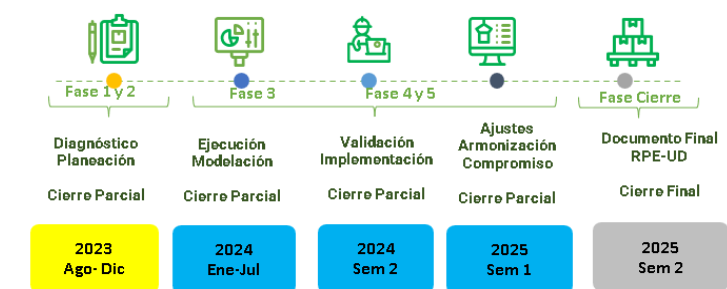 Fase 1 y 2
Fase 3
Fase 4 y 5
Fase Cierre
Diagnóstico
Planeación
Cierre Parcial
Ejecución
Modelación
Cierre Parcial
Validación
Implementación
Cierre Parcial
Ajustes
Armonización
Compromiso
Cierre Parcial
Documento Final
RPE-UD
Cierre Final
2023
Ago- Dic
2024
Ene-Jul
2024
Sem 2
2025
Sem 1
2025
Sem 2